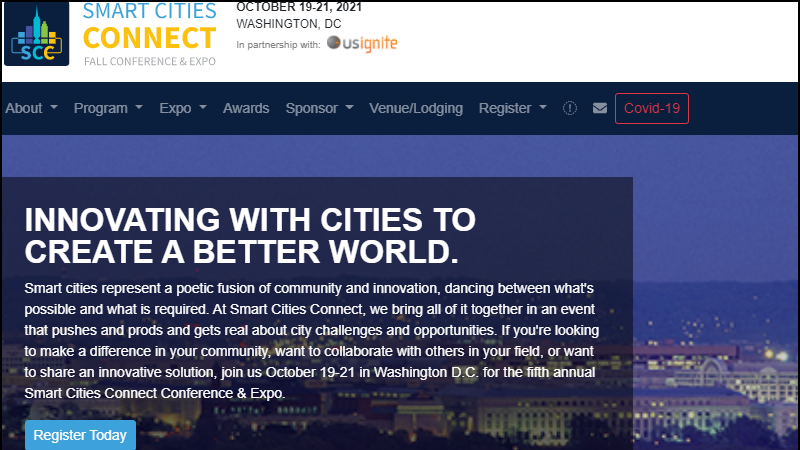 SCC
SMART CITIES
CONNECT
FALL CONFERENCE & EXPO
OCTOBER 19-21, 2021
WASHINGTON, DC
In partnership with: usignite
About Program Expo Awards Sponsor Venue/Lodging Register Covid-19
INNOVATING WITH CITIES TO
CREATE A BETTER WORLD.
Smart cities represent a poetic fusion of community and innovation, dancing between what's
possible and what is required. At Smart Cities Connect, we bring all of it together in an event
that pushes and prods and gets real about city challenges and opportunities. If you're looking
to make a difference in your community, want to collaborate with others in your field, or want
to share an innovative solution, join us October 19-21 in Washington D.C. for the fifth annual
Smart Cities Connect Conference & Expo.
Register Today